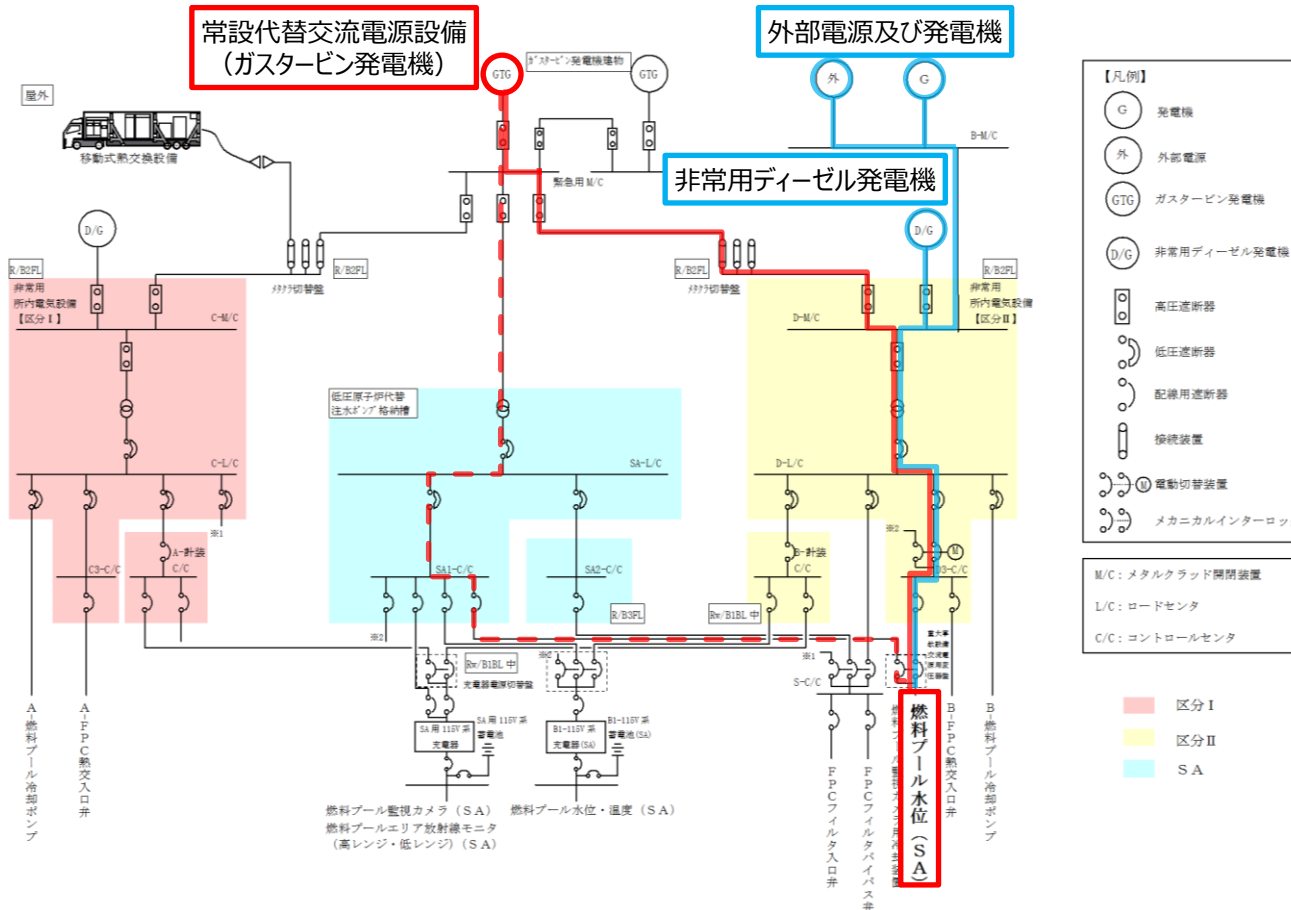 常設代替交流電源設備
（ガスタービン発電機）
外部電源及び発電機
非常用ディーゼル発電機
屋外
移動式熱交換設備
GTG
ガスタービン発電機建物
GTG
外
G
B-M/C
緊急用M/C
D/G
D/G
R/B2FL
R/B2FL
R/B2FL
R/B2FL
メタクラ切替盤
メタクラ切替盤
非常用
所内電気設備
【区分Ⅰ】
C-M/C
D-M/C
非常用
所内電気設備
【区分Ⅱ】
低圧原子炉代替
注水ポンプ格納槽
C-L/C
SA-L/C
D-L/C
※1
※2
M
A-計装
C/C
C3-C/C
SA1-C/C
SA2-C/C
B-計装
C/C
D3-C/C
R/B3FL
Rw/B1BL 中
※2
Rw/B1BL 中
充電器電源切替盤
※2
※1
S-C/C
重大事
故設備
交流電
源用変
圧器盤
SA用115V系
充電器
SA用115V系
蓄電池
B1-115V系
充電器(SA)
B1-115V系
蓄電池(SA)
A-燃料プール冷却ポンプ
A-FPC熱交入口弁
燃料プール監視カメラ（SA）
燃料プールエリア放射線モニタ
（高レンジ・低レンジ）（SA）
燃料プール水位・温度（SA）
FPCフィルタ入口弁
FPCフィルタバイパス弁
燃料プール水位（SA）
B-FPC熱交入口弁
B-燃料プール冷却ポンプ
【凡例】
G 発電機
外 外部電源
GTG ガスタービン発電機
D/G 非常用ディーゼル発電機
高圧遮断器
低圧遮断器
配線用遮断器
接続装置
M 電動切替装置
メカニカルインターロッ
M/C：メタルクラッド開閉装置
L/C：ロードセンタ
C/C：コントロールセンタ
区分Ⅰ
区分Ⅱ
SA